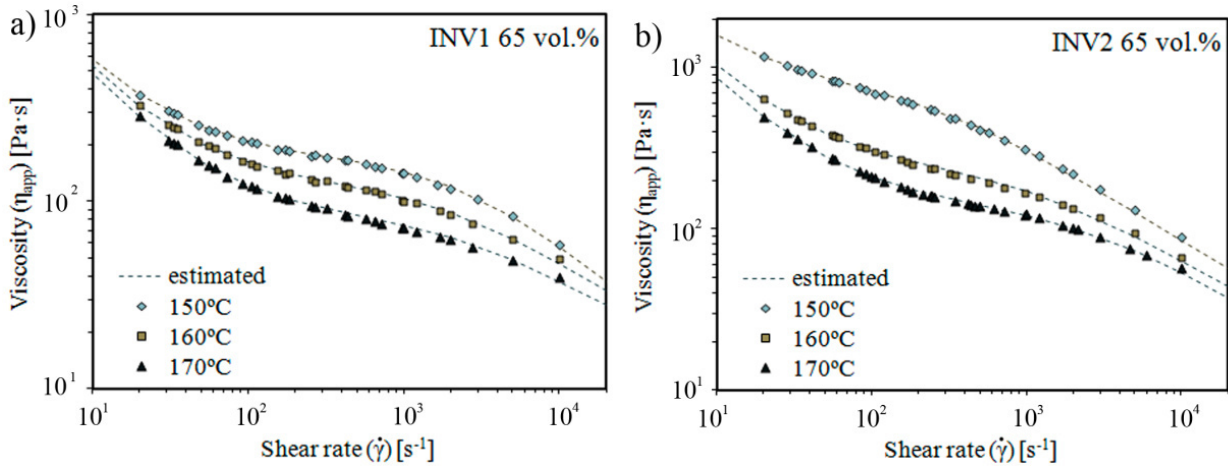 a)
INV1 65 vol.%
10³
10²
10¹
Viscosity (ηapp) [Pa·s]
estimated
150ºC
160ºC
170ºC
10¹ 10² 10³ 10⁴
Shear rate (γ̇) [s⁻¹]
b)
INV2 65 vol.%
10³
10²
10¹
Viscosity (ηapp) [Pa·s]
estimated
150ºC
160ºC
170ºC
10¹ 10² 10³ 10⁴
Shear rate (γ̇) [s⁻¹]